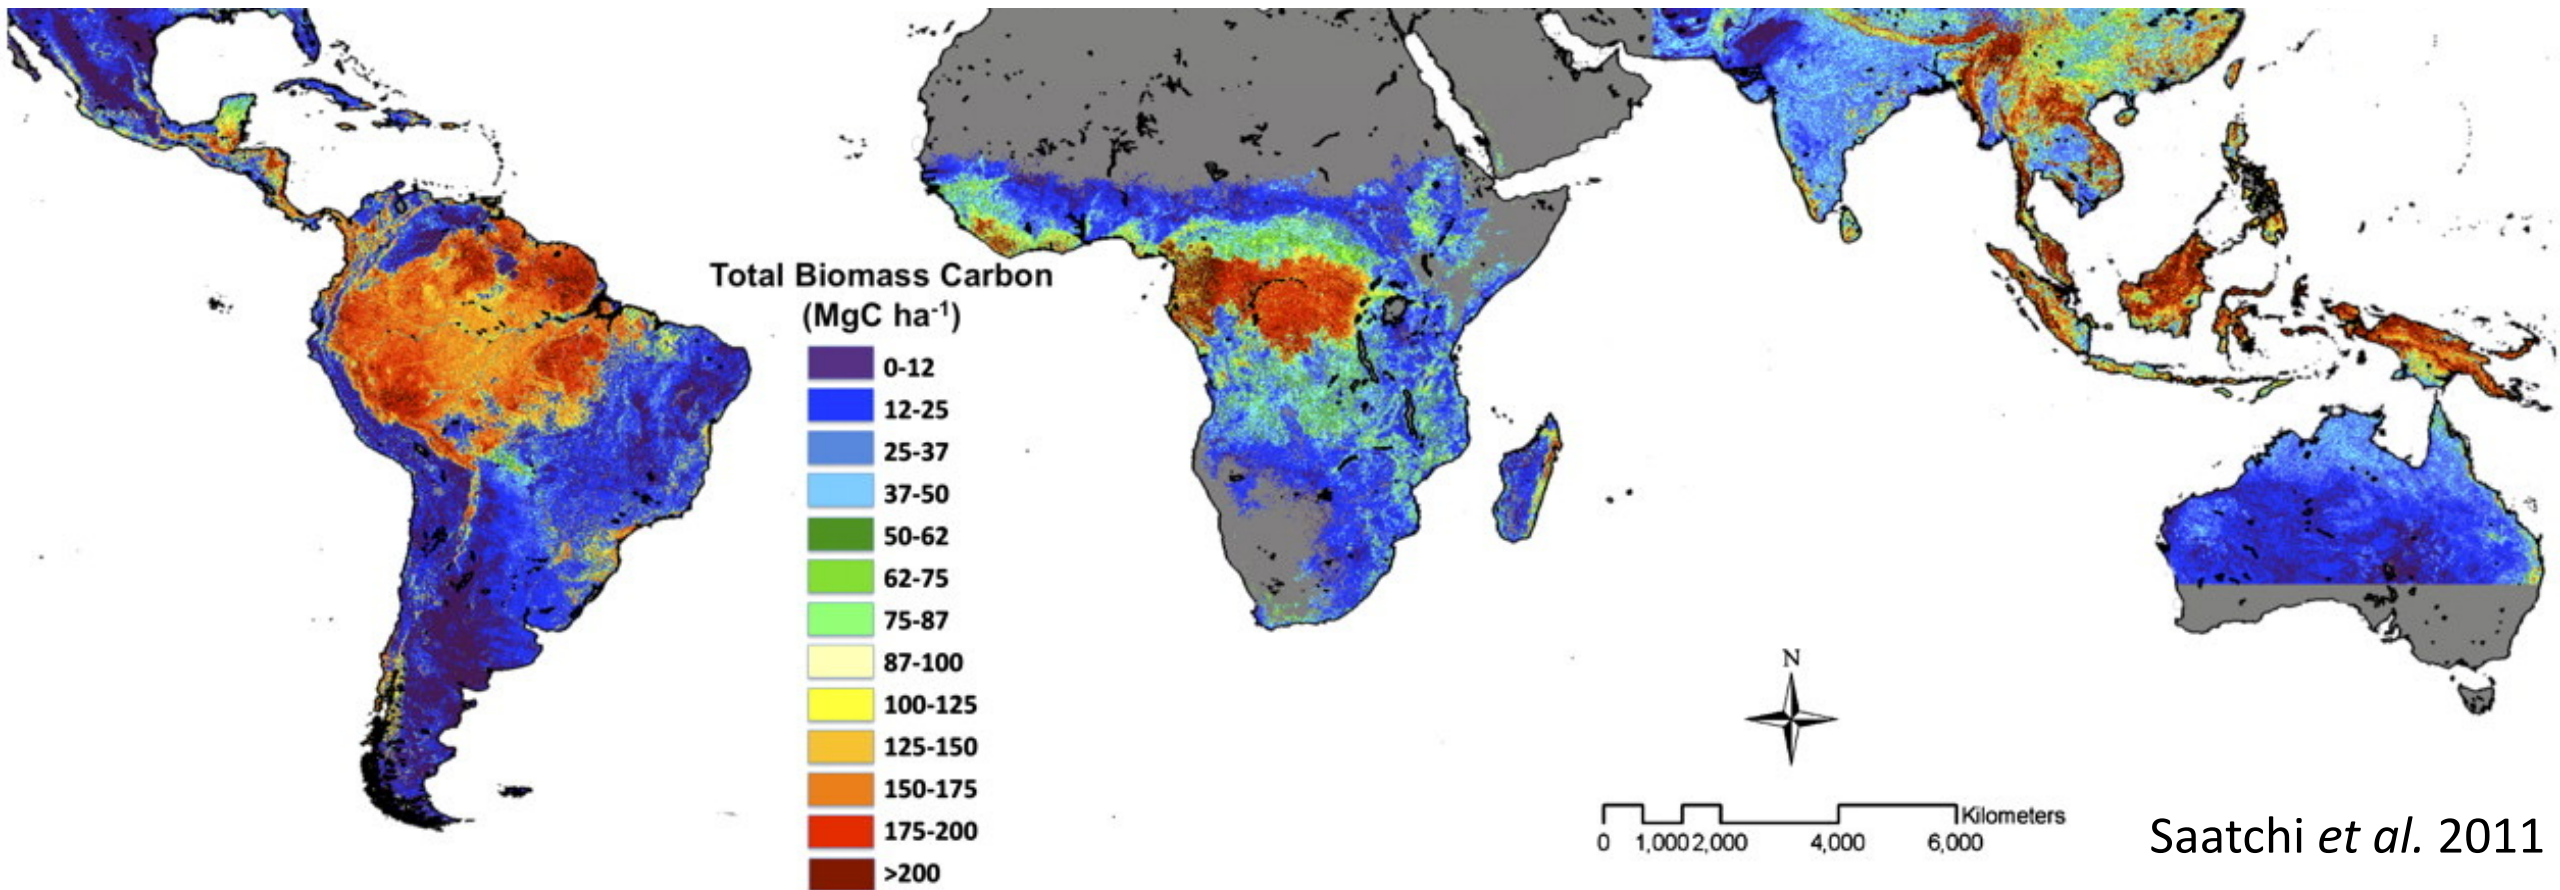 Total Biomass Carbon
(MgC ha⁻¹)
0-12
12-25
25-37
37-50
50-62
62-75
75-87
87-100
100-125
125-150
150-175
175-200
>200
N
Kilometers
0 1,000 2,000 4,000 6,000
Saatchi et al. 2011